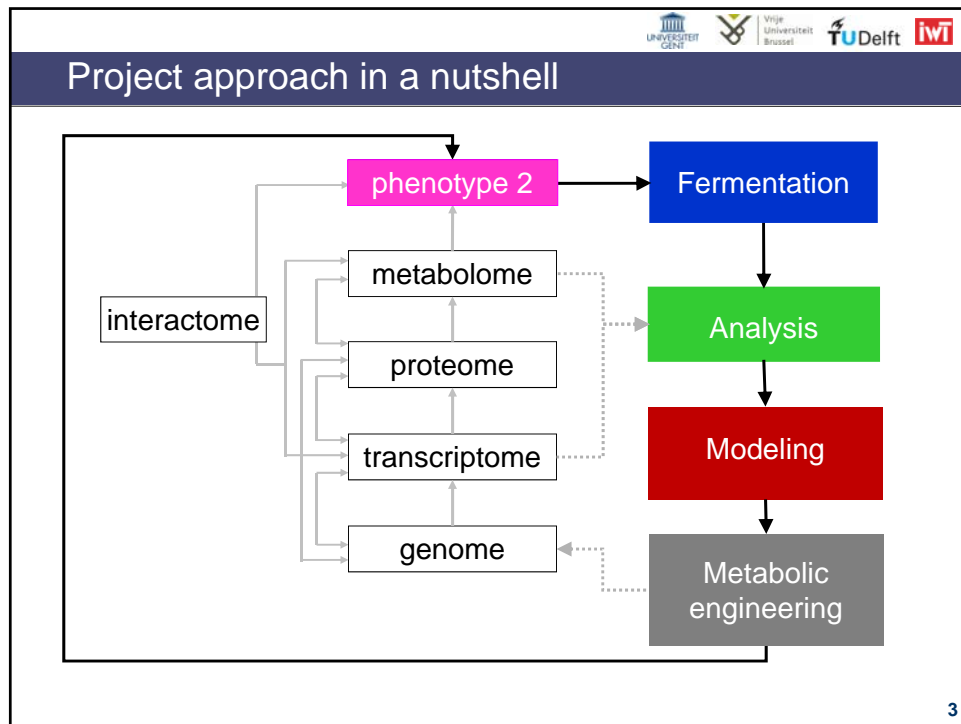 UNIVERSITEIT
GENT
Vrije
Universiteit
Brussel
TUDelft
iwt
Project approach in a nutshell
phenotype 2
Fermentation
metabolome
interactome
Analysis
proteome
Modeling
transcriptome
genome
Metabolic
engineering
3